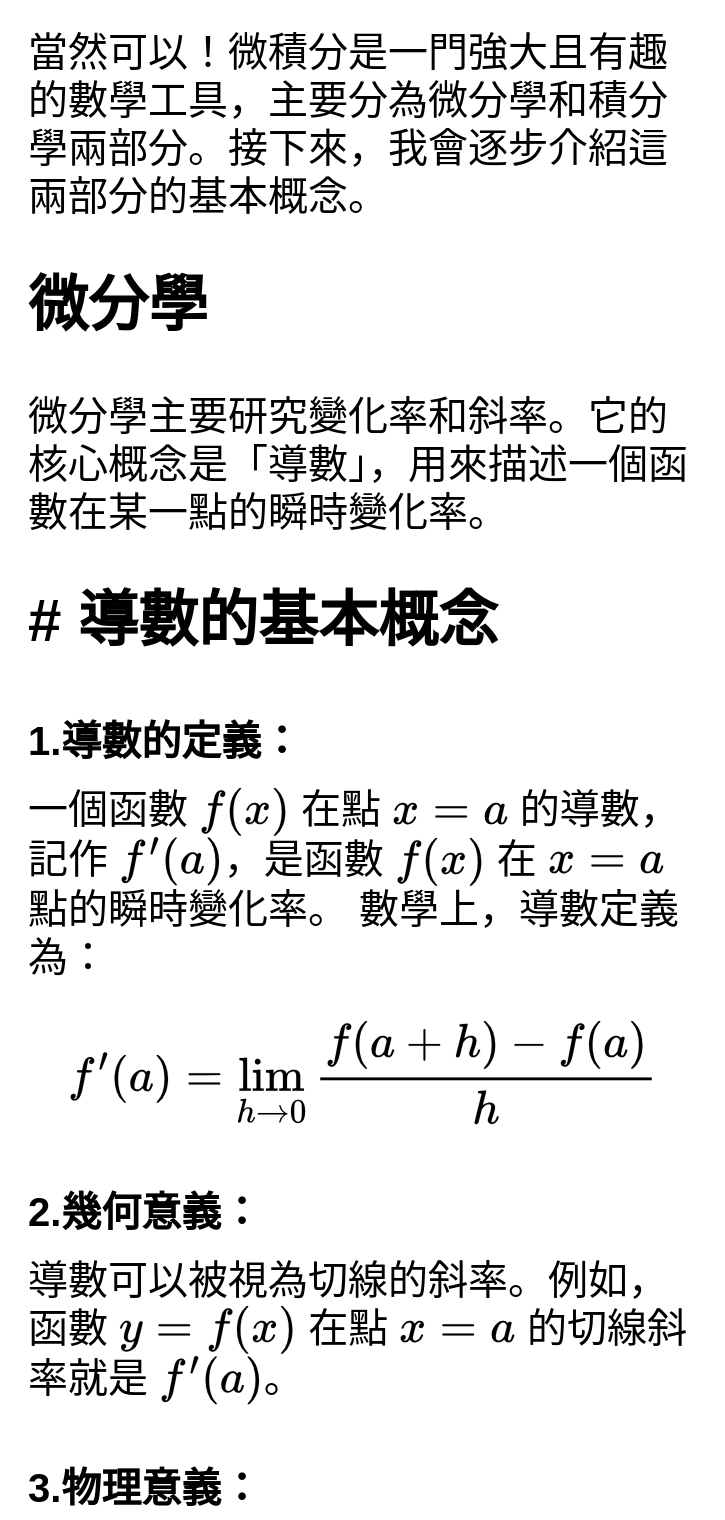 當然可以！微積分是一門強大且有趣
的數學工具，主要分為微分學和積分
學兩部分。接下來，我會逐步介紹這
兩部分的基本概念。
微分學
微分學主要研究變化率和斜率。它的
核心概念是「導數」，用來描述一個函
數在某一點的瞬時變化率。
# 導數的基本概念
1.導數的定義：
一個函數 f(x) 在點 x = a 的導數，
記作 f′(a)，是函數 f(x) 在 x = a
點的瞬時變化率。 數學上，導數定義
為：
f′(a) = lim_{h→0} \frac{f(a + h) − f(a)}{h}
2.幾何意義：
導數可以被視為切線的斜率。例如，
函數 y = f(x) 在點 x = a 的切線斜
率就是 f′(a)。
3.物理意義：